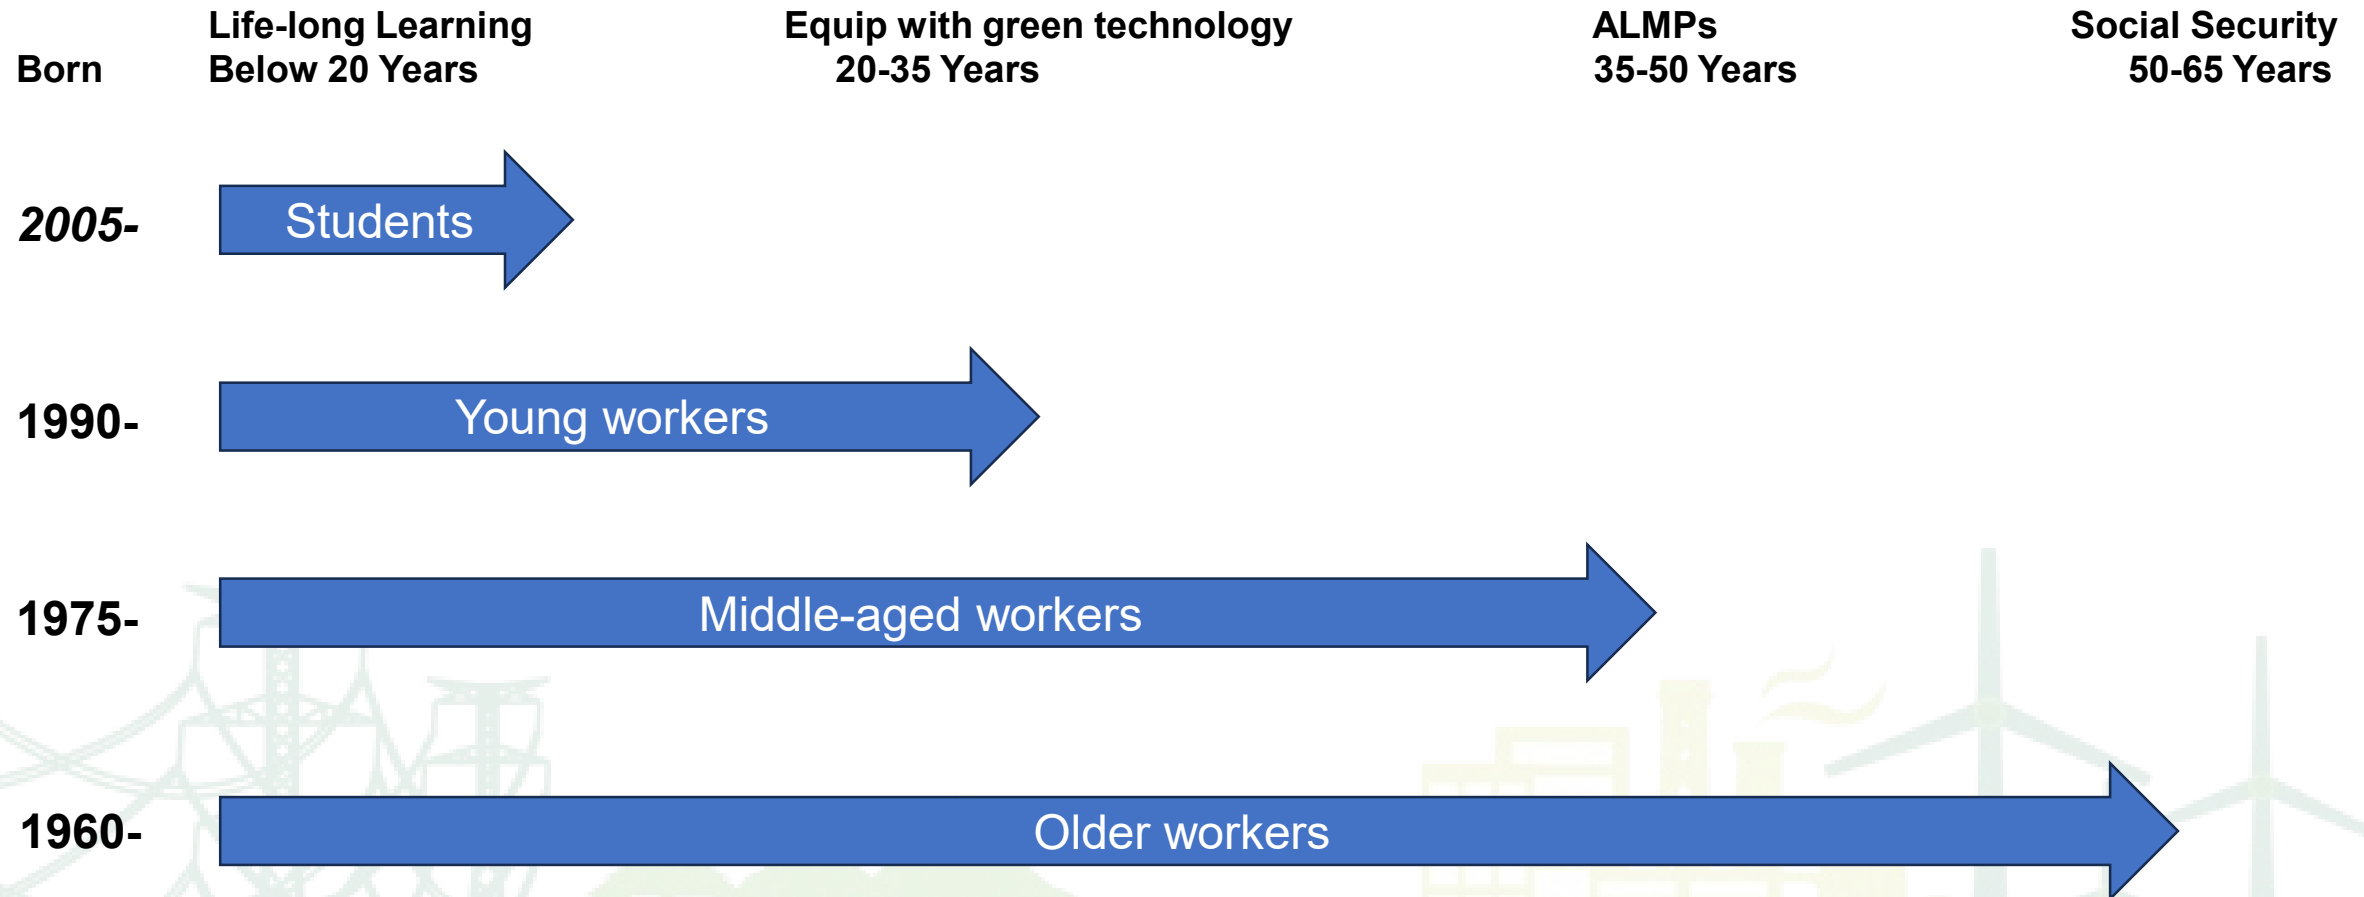 Life-long Learning Equip with green technology ALMPs Social Security
Born Below 20 Years 20-35 Years 35-50 Years 50-65 Years
2005- Students
1990- Young workers
1975- Middle-aged workers
1960- Older workers